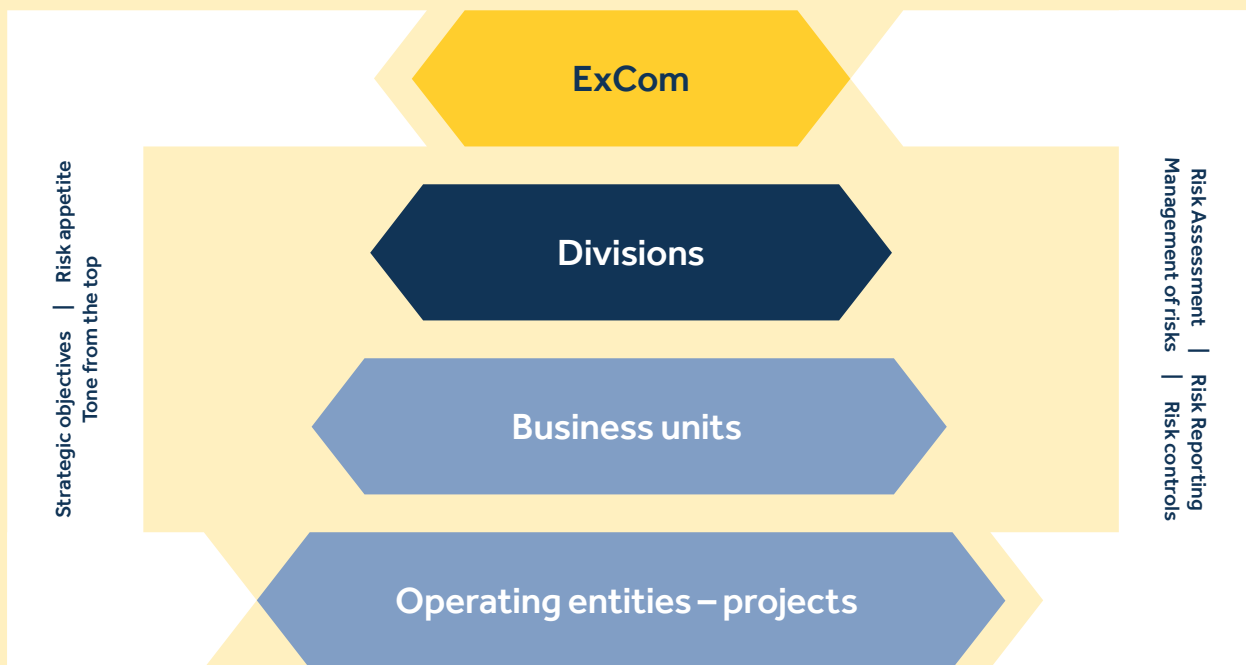 ExCom
Divisions
Business units
Operating entities – projects
Strategic objectives | Risk appetite
Tone from the top
Risk Assessment | Risk Reporting
Management of risks | Risk controls